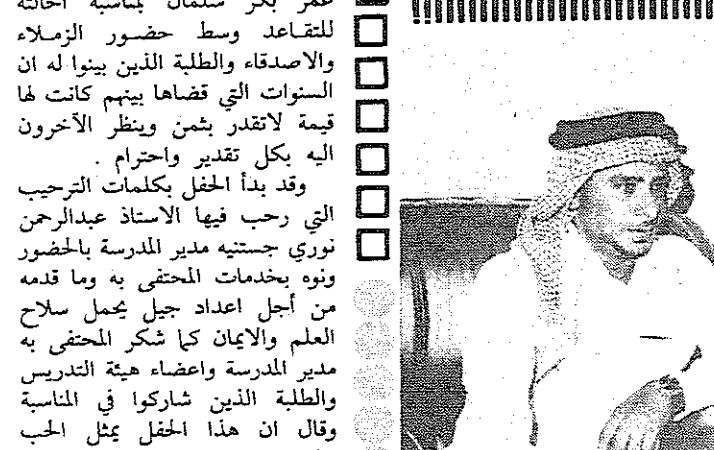 عمر بكر سلمان بمناسبة احالته
للتقاعد وسط حضور الزملاء
والاصدقاء والطلبة الذين بينوا له ان
السنوات التي قضاها بينهم كانت لها
قيمة لاتقدر بثمن وينظر الآخرون
اليه بكل تقدير واحترام .
وقد بدأ الحفل بكلمات الترحيب
التي رحب فيها الاستاذ عبدالرحمن
نوري جستنيه مدير المدرسة بالحضور
ونوه بخدمات المحتفى به وما قدمه
من أجل اعداد جيل يحمل سلاح
العلم والايمان كما شكر المحتفى به
مدير المدرسة واعضاء هيئة التدريس
والطلبة الذين شاركوا في المناسبة
وقال ان هذا الحفل يمثل الحب